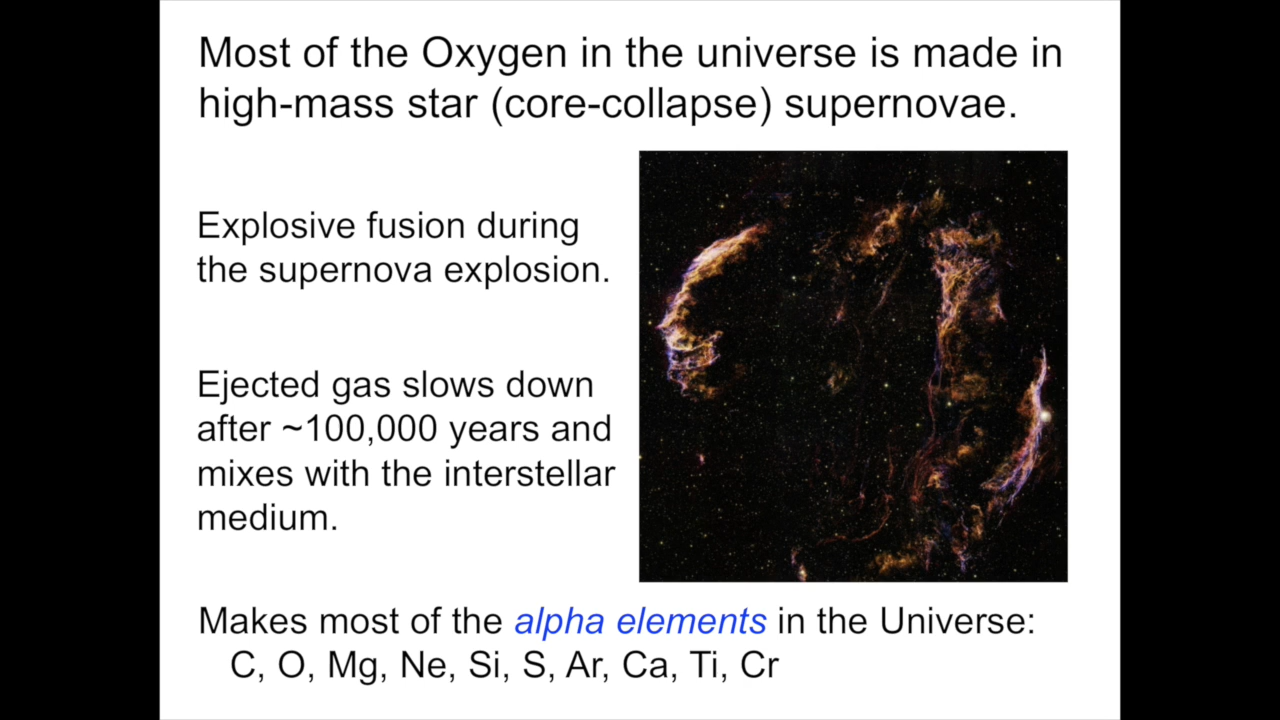 Most of the Oxygen in the universe is made in
high-mass star (core-collapse) supernovae.
Explosive fusion during
the supernova explosion.
Ejected gas slows down
after ~100,000 years and
mixes with the interstellar
medium.
Makes most of the alpha elements in the Universe:
C, O, Mg, Ne, Si, S, Ar, Ca, Ti, Cr